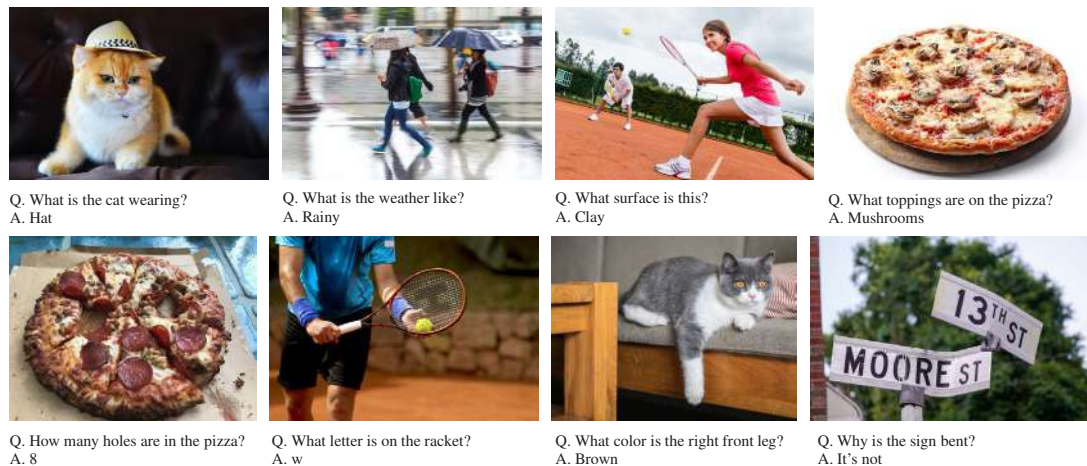 Q. What is the cat wearing?
A. Hat
Q. What is the weather like?
A. Rainy
Q. What surface is this?
A. Clay
Q. What toppings are on the pizza?
A. Mushrooms
13TH ST
MOORE ST
Q. How many holes are in the pizza?
A. 8
Q. What letter is on the racket?
A. w
Q. What color is the right front leg?
A. Brown
Q. Why is the sign bent?
A. It's not